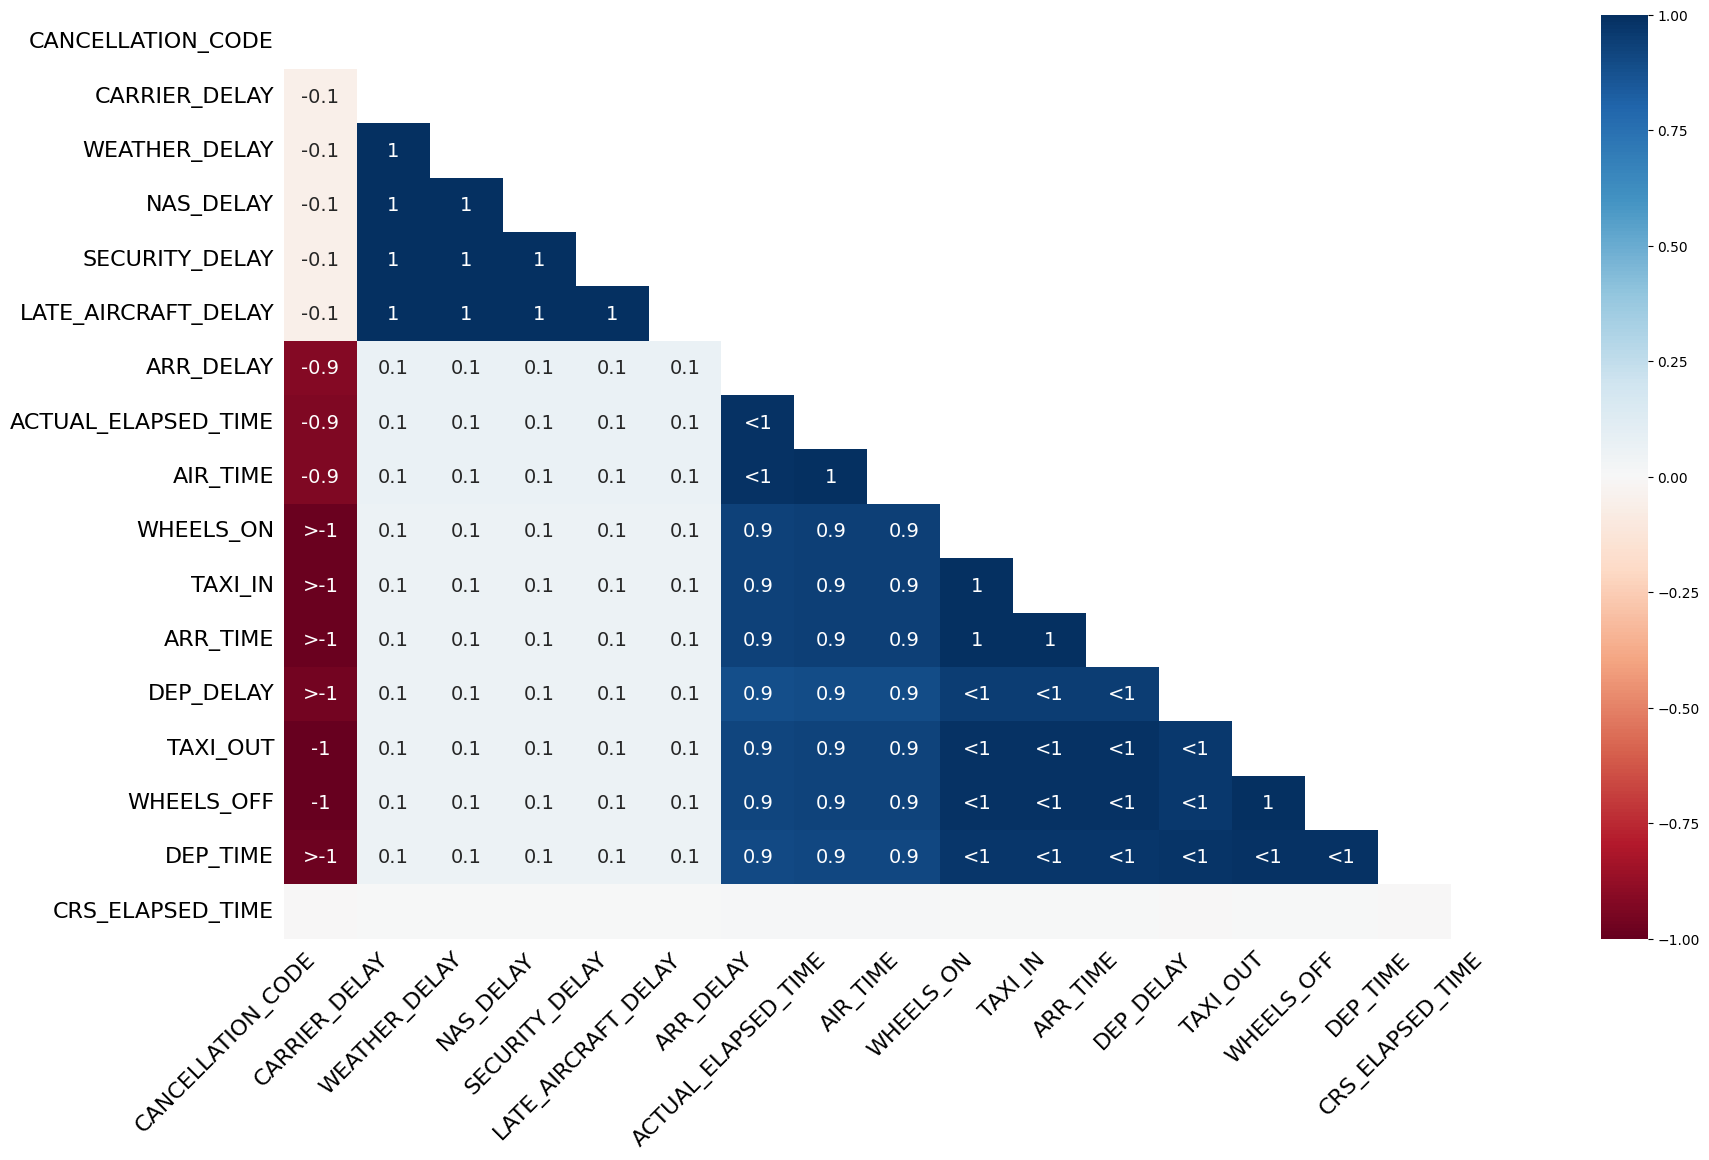 CANCELLATION_CODE
CARRIER_DELAY -0.1
WEATHER_DELAY -0.1 1
NAS_DELAY -0.1 1 1
SECURITY_DELAY -0.1 1 1 1
LATE_AIRCRAFT_DELAY -0.1 1 1 1 1
ARR_DELAY -0.9 0.1 0.1 0.1 0.1 0.1
ACTUAL_ELAPSED_TIME -0.9 0.1 0.1 0.1 0.1 0.1 <1
AIR_TIME -0.9 0.1 0.1 0.1 0.1 0.1 <1 1
WHEELS_ON >-1 0.1 0.1 0.1 0.1 0.1 0.9 0.9 0.9
TAXI_IN >-1 0.1 0.1 0.1 0.1 0.1 0.9 0.9 0.9 1
ARR_TIME >-1 0.1 0.1 0.1 0.1 0.1 0.9 0.9 0.9 1 1
DEP_DELAY >-1 0.1 0.1 0.1 0.1 0.1 0.9 0.9 0.9 <1 <1 <1
TAXI_OUT -1 0.1 0.1 0.1 0.1 0.1 0.9 0.9 0.9 <1 <1 <1 <1
WHEELS_OFF -1 0.1 0.1 0.1 0.1 0.1 0.9 0.9 0.9 <1 <1 <1 <1 1
DEP_TIME >-1 0.1 0.1 0.1 0.1 0.1 0.9 0.9 0.9 <1 <1 <1 <1 <1 <1
CRS_ELAPSED_TIME
CANCELLATION_CODE
CARRIER_DELAY
WEATHER_DELAY
NAS_DELAY
SECURITY_DELAY
LATE_AIRCRAFT_DELAY
ARR_DELAY
ACTUAL_ELAPSED_TIME
AIR_TIME
WHEELS_ON
TAXI_IN
ARR_TIME
DEP_DELAY
TAXI_OUT
WHEELS_OFF
DEP_TIME
CRS_ELAPSED_TIME
1.00
0.75
0.50
0.25
0.00
−0.25
−0.50
−0.75
−1.00